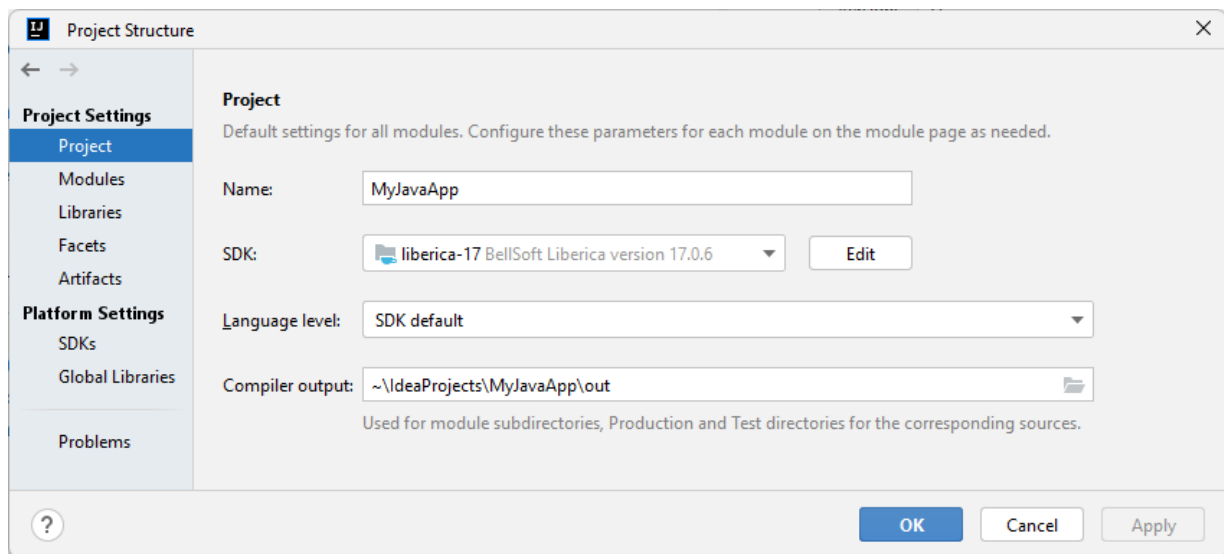 IJ
Project Structure
Project Settings
Project
Modules
Libraries
Facets
Artifacts
Platform Settings
SDKs
Global Libraries
Problems
Project
Default settings for all modules. Configure these parameters for each module on the module page as needed.
Name: MyJavaApp
SDK: liberica-17 BellSoft Liberica version 17.0.6 Edit
Language level: SDK default
Compiler output: ~\IdeaProjects\MyJavaApp\out
Used for module subdirectories, Production and Test directories for the corresponding sources.
? OK Cancel Apply